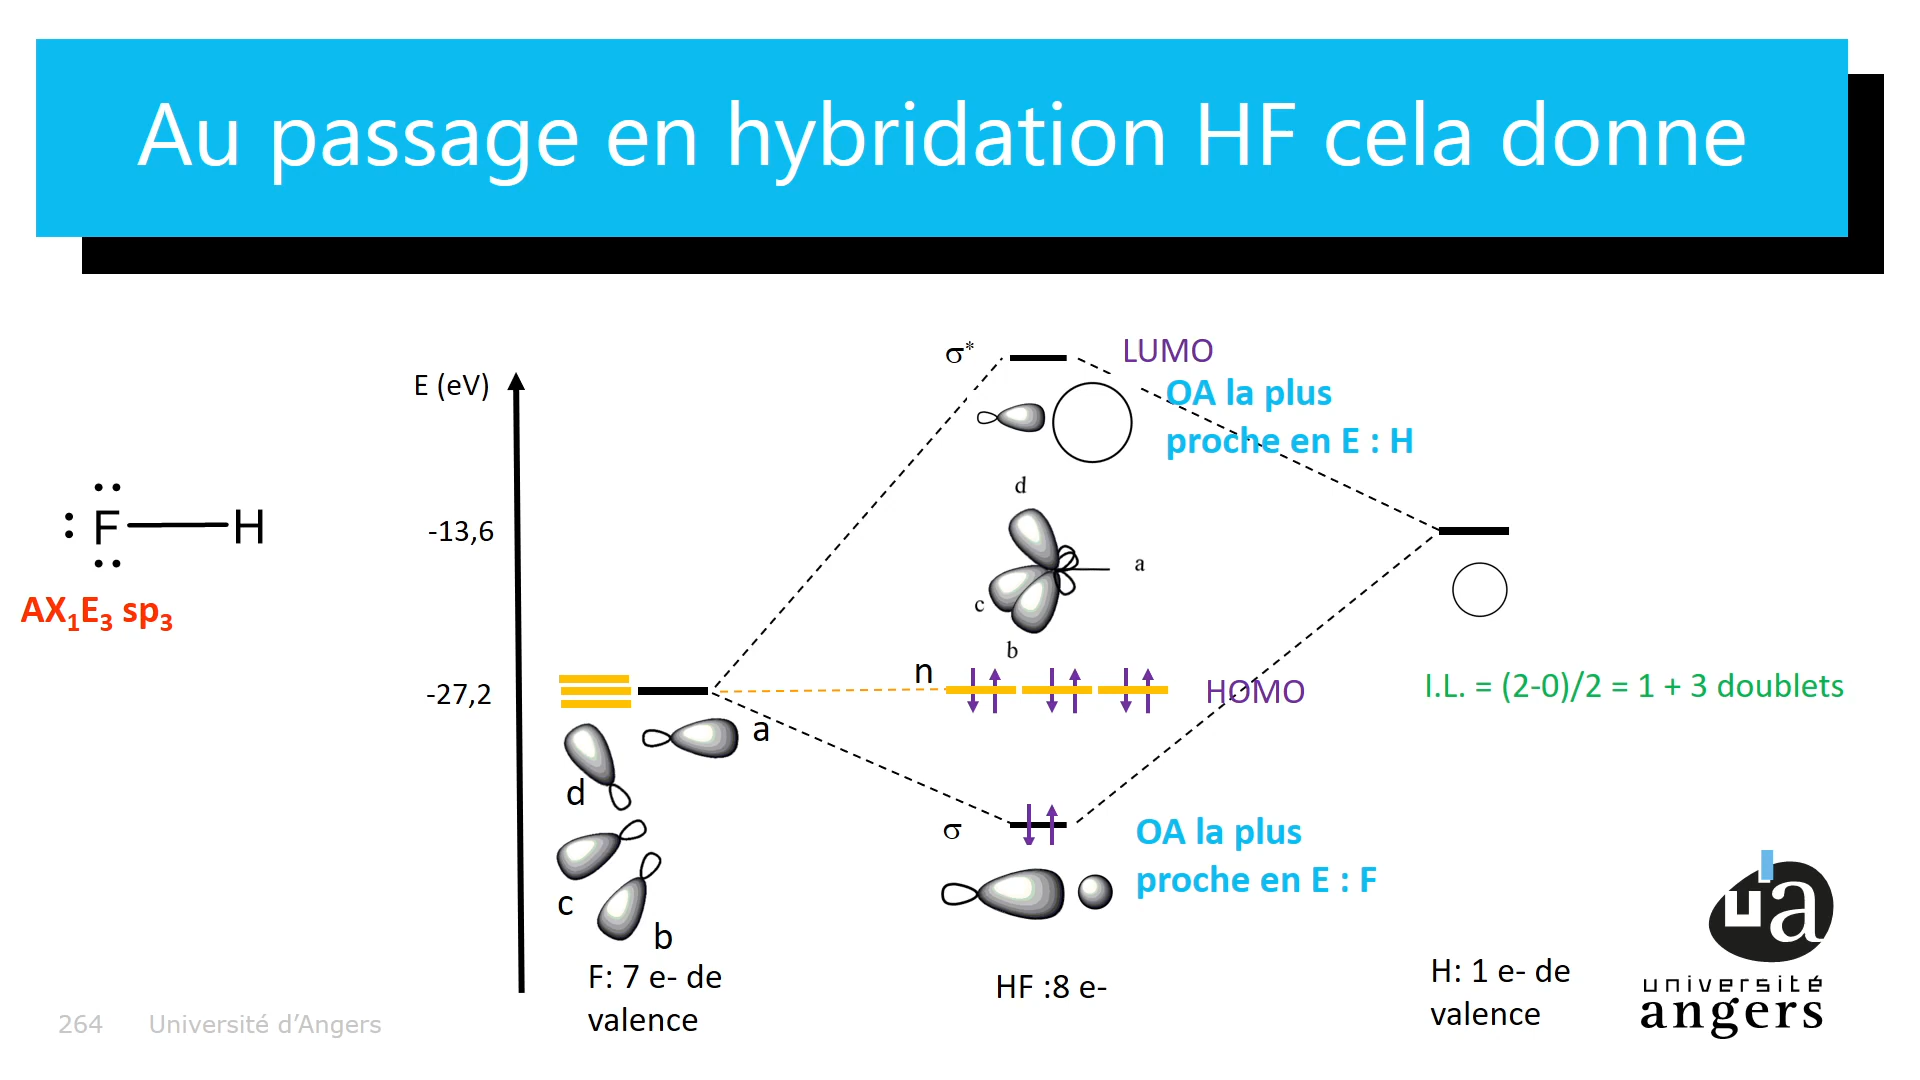 Au passage en hybridation HF cela donne
σ*
LUMO
E (eV)
OA la plus
proche en E : H
d
F
H
-13,6
a
c
AX1E3 sp3
b
n
-27,2
HOMO
I.L. = (2-0)/2 = 1 + 3 doublets
a
d
σ
OA la plus
proche en E : F
c
b
F: 7 e- de
valence
HF :8 e-
H: 1 e- de
valence
ua
université
angers
264
Université d’Angers